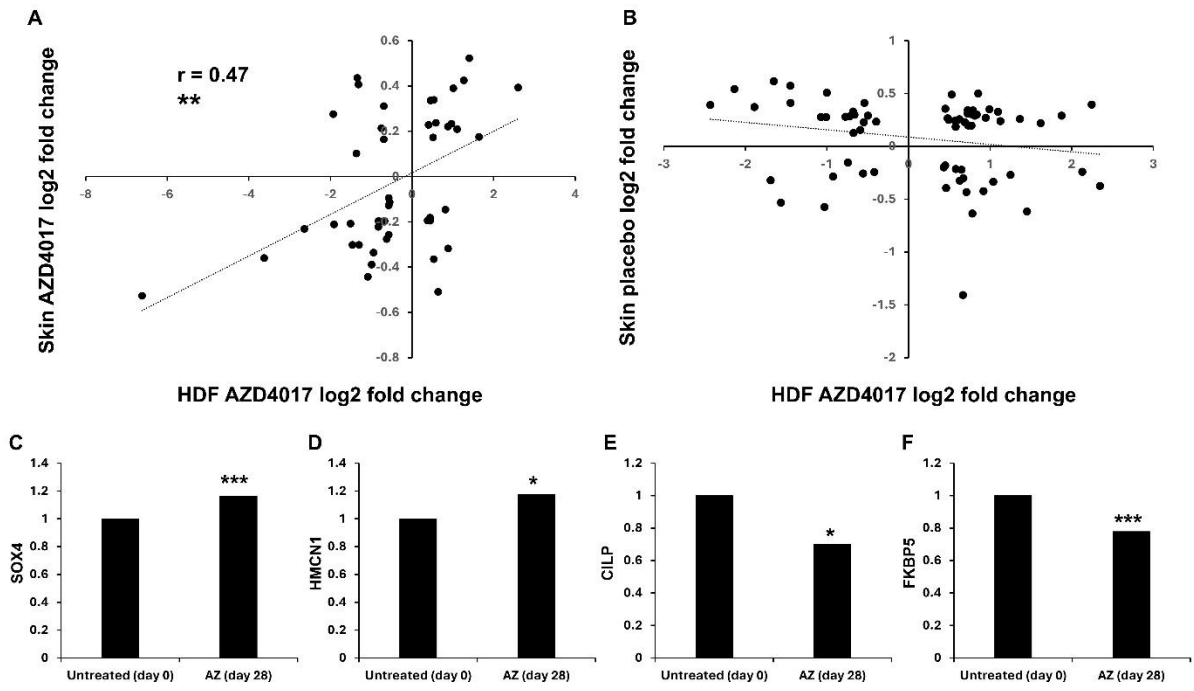 A
Skin AZD4017 log2 fold change
r = 0.47
**
0.6
0.4
0.2
0
-0.2
-0.4
-0.6
-0.8
-8
-6
-4
-2
0
2
4
HDF AZD4017 log2 fold change
B
Skin placebo log2 fold change
1
0.5
0
-0.5
-1
-1.5
-2
-3
-2
-1
0
1
2
3
HDF AZD4017 log2 fold change
C
SOX4
1.4
1.2
1
0.8
0.6
0.4
0.2
0
***
Untreated (day 0)
AZ (day 28)
D
HMCN1
1.4
1.2
1
0.8
0.6
0.4
0.2
0
*
Untreated (day 0)
AZ (day 28)
E
CILP
1.2
1
0.8
0.6
0.4
0.2
0
*
Untreated (day 0)
AZ (day 28)
F
FKBP5
1.2
1
0.8
0.6
0.4
0.2
0
***
Untreated (day 0)
AZ (day 28)